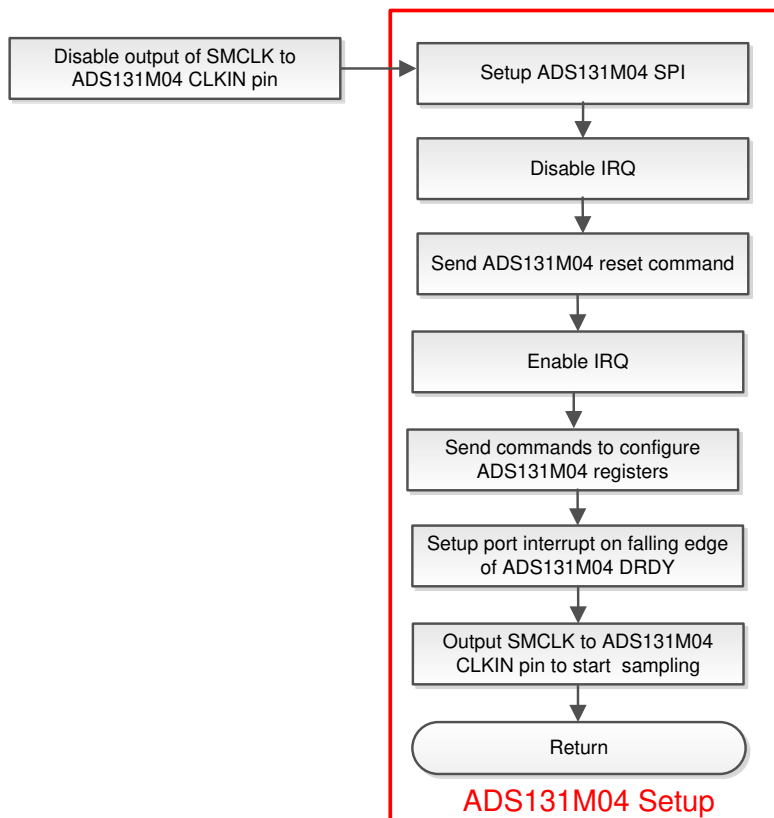 Disable output of SMCLK to
ADS131M04 CLKIN pin
Setup ADS131M04 SPI
Disable IRQ
Send ADS131M04 reset command
Enable IRQ
Send commands to configure
ADS131M04 registers
Setup port interrupt on falling edge
of ADS131M04 DRDY
Output SMCLK to ADS131M04
CLKIN pin to start sampling
Return
ADS131M04 Setup